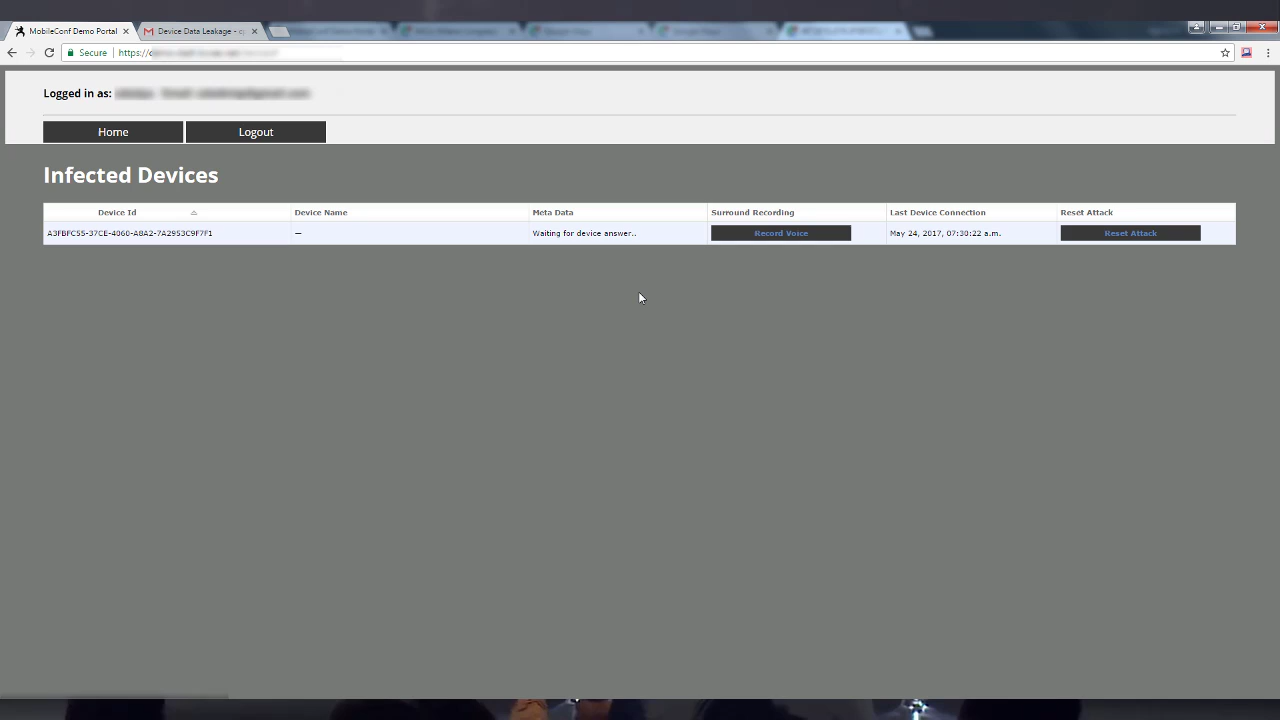 MobileConf Demo Portal
Device Data Leakage -
Secure https://
Logged in as:
Home Logout
Infected Devices
Device Id Device Name Meta Data Surround Recording Last Device Connection Reset Attack
A3FBFC55-37CE-4060-A8A2-7A2953C9F7F1 — Waiting for device answer.. Record Voice May 24, 2017, 07:30:22 a.m. Reset Attack